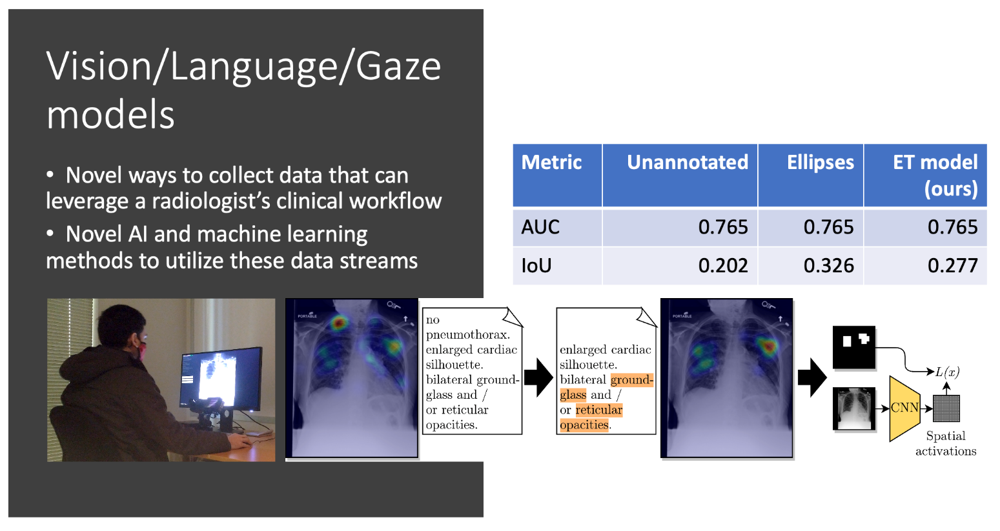 Vision/Language/Gaze
models
• Novel ways to collect data that can
leverage a radiologist’s clinical workflow
• Novel AI and machine learning
methods to utilize these data streams
Metric Unannotated Ellipses ET model
(ours)
AUC 0.765 0.765 0.765
IoU 0.202 0.326 0.277
PORTABLE
no
pneumothorax.
enlarged cardiac
silhouette.
bilateral ground-
glass and /
or reticular
opacities.
enlarged cardiac
silhouette.
bilateral ground-
glass and /
or reticular
opacities.
PORTABLE
L(x)
CNN
Spatial
activations